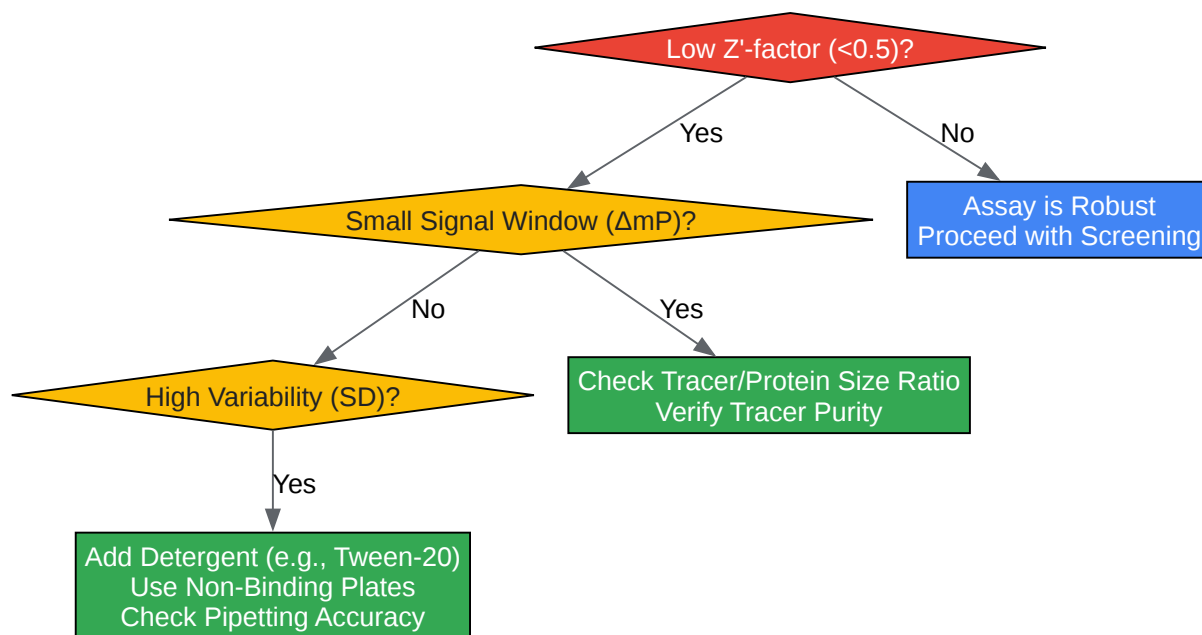 Low Z'-factor (<0.5)?
Yes
No
Small Signal Window (ΔmP)?
Assay is Robust
Proceed with Screening
No
Yes
High Variability (SD)?
Check Tracer/Protein Size Ratio
Verify Tracer Purity
Yes
Add Detergent (e.g., Tween-20)
Use Non-Binding Plates
Check Pipetting Accuracy